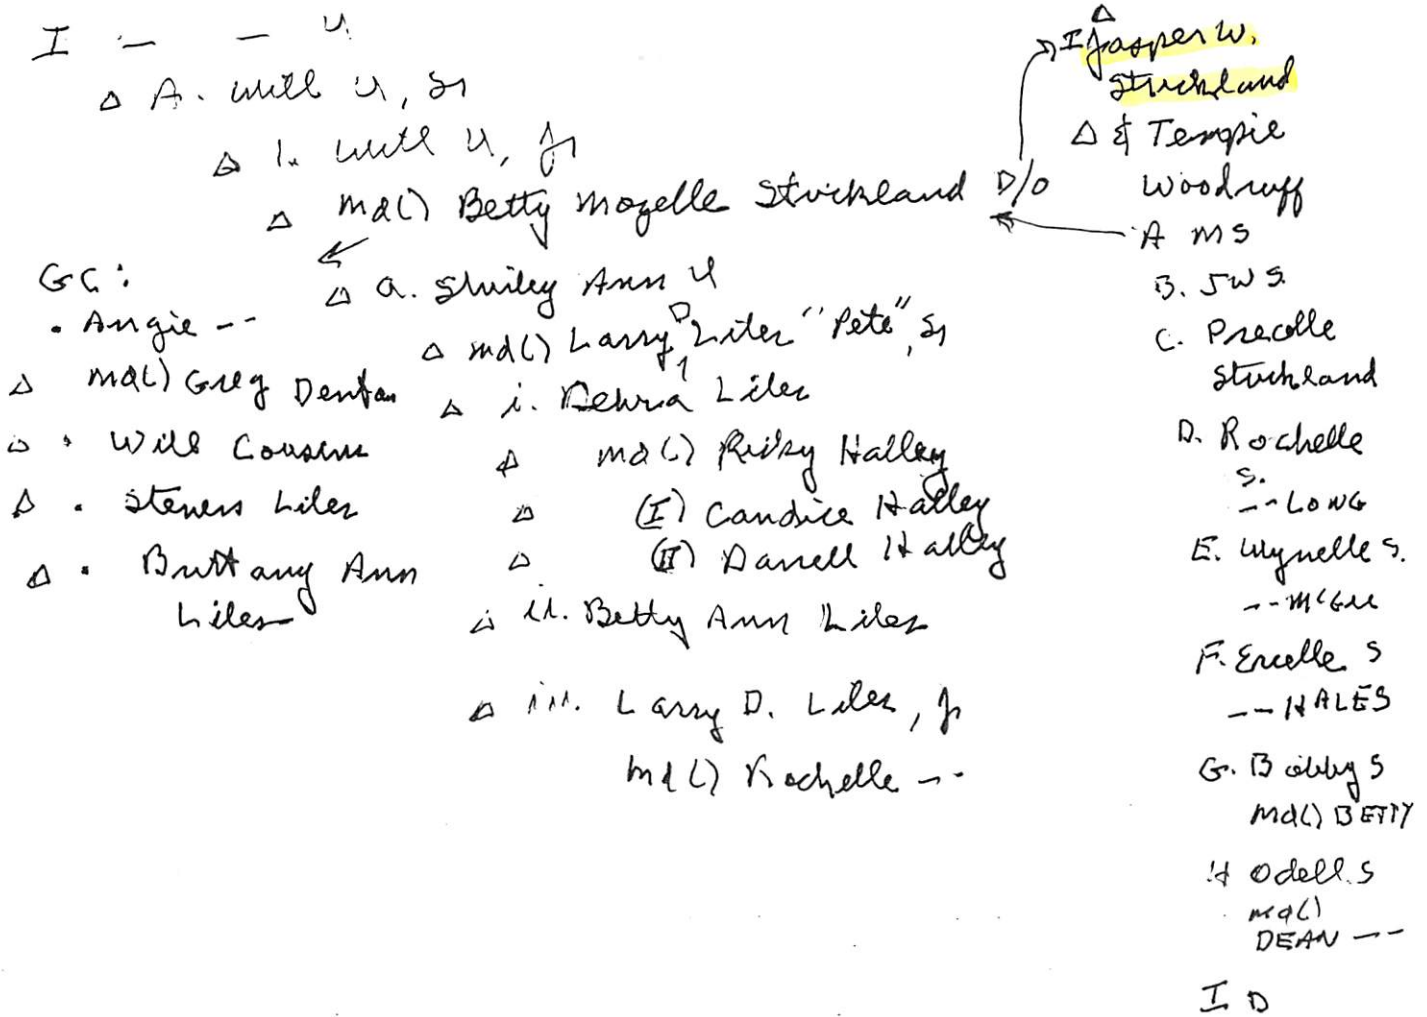 I — — U
△ A. Will U, Sr
△ 1. Will U, Jr
△ md() Betty Mozelle Strickland D/O
△ a. Shirley Ann U
△ md() Larry D Liles "Pete", Sr
△ i. Debra Liles
△ md() Ricky Halley
△ (I) Candice Halley
△ (II) Darrell Halley
△ ii. Betty Ann Liles
△ iii. Larry D. Liles, Jr
md() Rochelle --
GC:
• Angie --
△ md() Greg Denton
△ • Will Cousins
△ • Steven Liles
△ • Brittany Ann
Liles
△
I Jasper W.
Strickland
△ & Tempie
Woodruff
A MS
B. JWS.
C.
Strickland
D. Rochelle
S.
-- LONG
E. Wynelle S.
-- McGee
F. Ercelle S
-- HALES
G. Bobby S
md() BETTY
H Odell S
md()
DEAN --
I D